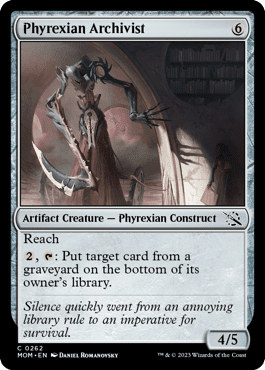 Phyrexian Archivist 6
Artifact Creature — Phyrexian Construct
Reach
2, T: Put target card from a
graveyard on the bottom of its
owner's library.
Silence quickly went from an annoying
library rule to an imperative for
survival.
4/5
C 0262
MOM • EN DANIEL ROMANOVSKY
™ & © 2023 Wizards of the Coast